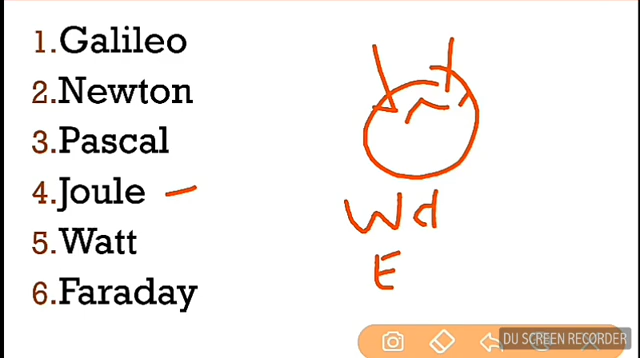 1.Galileo
2.Newton
3.Pascal
4.Joule
5.Watt
6.Faraday
Wd
E
DU SCREEN RECORDER